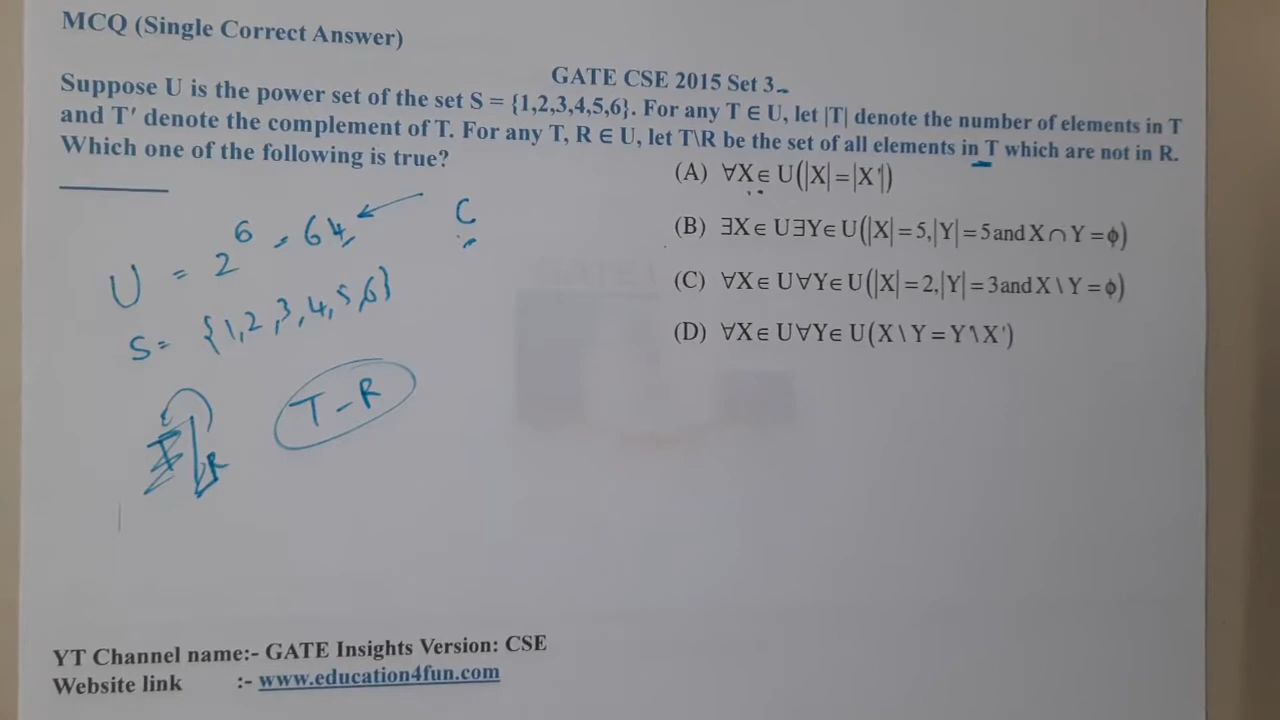 MCQ (Single Correct Answer)
GATE CSE 2015 Set 3
Suppose U is the power set of the set S = {1,2,3,4,5,6}. For any T ∈ U, let |T| denote the number of elements in T
and T′ denote the complement of T. For any T, R ∈ U, let T\R be the set of all elements in T which are not in R.
Which one of the following is true?
(A) ∀X∈ U(|X|=|X'|)
(B) ∃X∈ U∃Y∈ U(|X|=5,|Y|=5andX∩Y=ϕ)
(C) ∀X∈ U∀Y∈ U(|X|=2,|Y|=3andX\Y=ϕ)
(D) ∀X∈ U∀Y∈ U(X\Y=Y'\X')
U = 2^6 = 64
C
S= {1,2,3,4,5,6}
T-R
R
YT Channel name:- GATE Insights Version: CSE
Website link :- www.education4fun.com